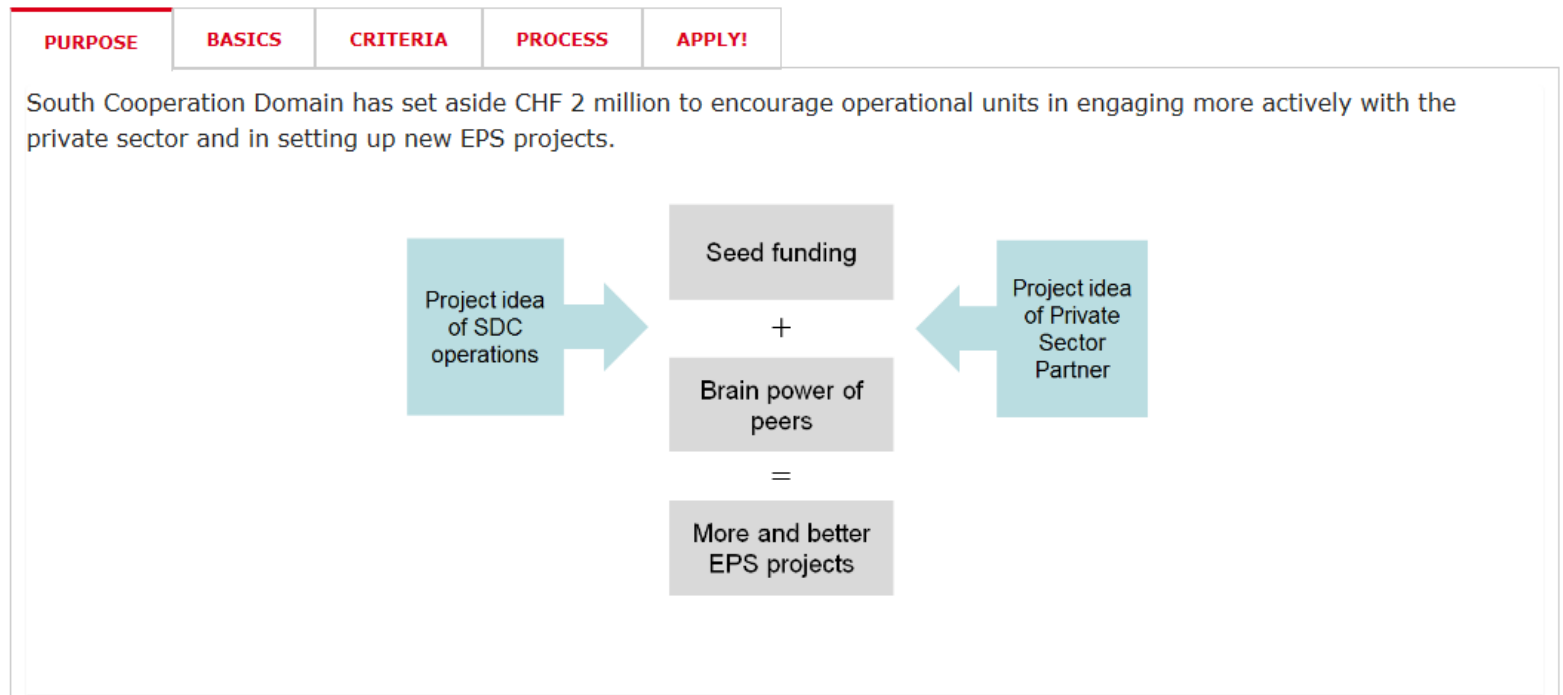 PURPOSE
BASICS
CRITERIA
PROCESS
APPLY!
South Cooperation Domain has set aside CHF 2 million to encourage operational units in engaging more actively with the
private sector and in setting up new EPS projects.
Project idea
of SDC
operations
Seed funding
+
Brain power of
peers
=
More and better
EPS projects
Project idea
of Private
Sector
Partner